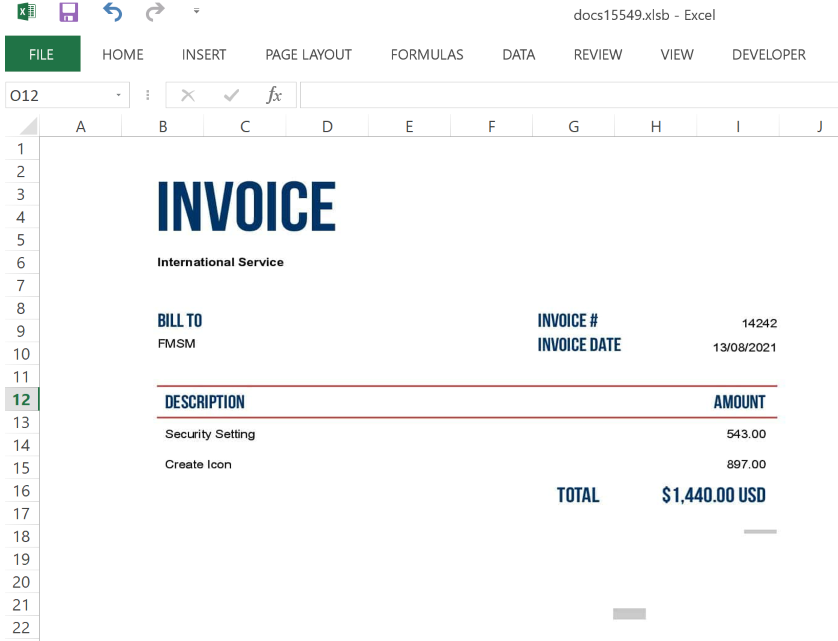 docs15549.xlsb - Excel
FILE HOME INSERT PAGE LAYOUT FORMULAS DATA REVIEW VIEW DEVELOPER
O12 fx
A B C D E F G H I J
1
2
3
4
5
6
7
8
9
10
11
12
13
14
15
16
17
18
19
20
21
22
INVOICE
International Service
BILL TO INVOICE # 14242
FMSM INVOICE DATE 13/08/2021
DESCRIPTION AMOUNT
Security Setting 543.00
Create Icon 897.00
TOTAL $1,440.00 USD